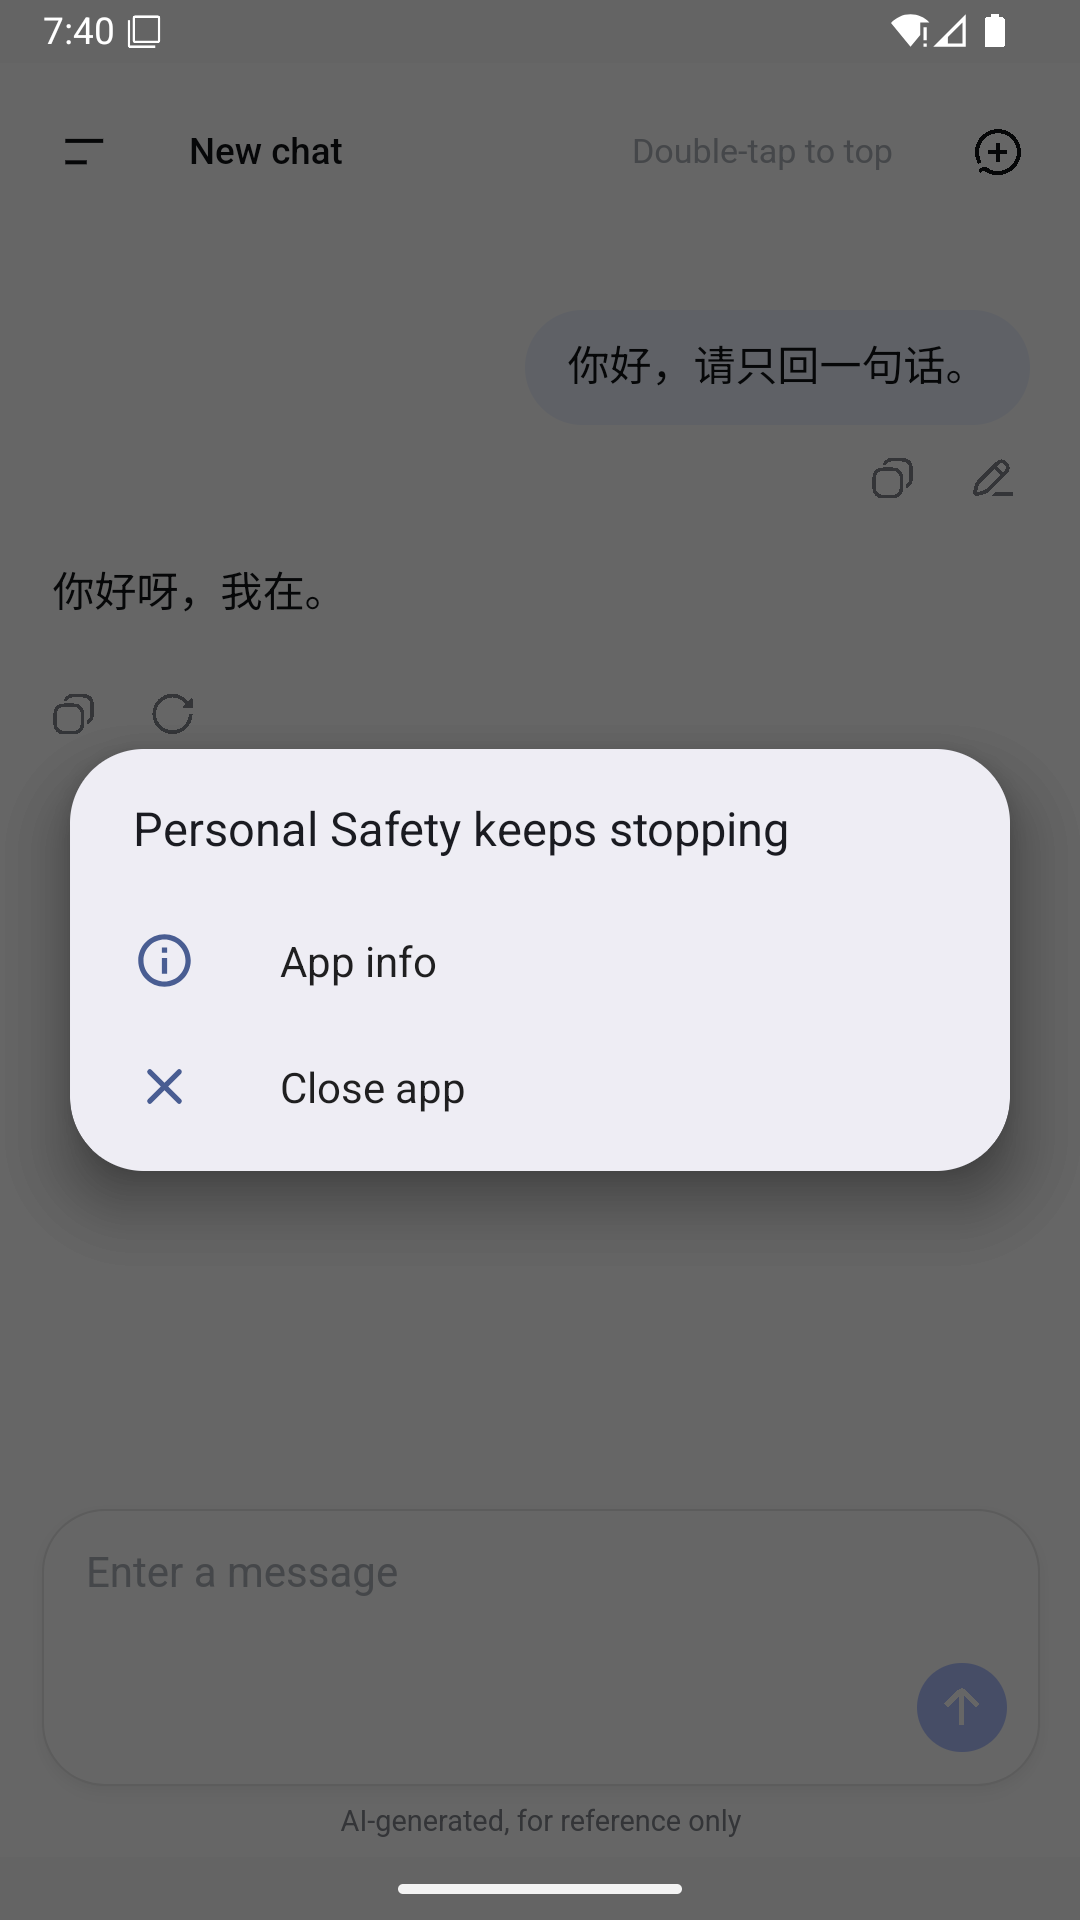 7:40
New chat
Double-tap to top
你好，请只回一句话。
你好呀，我在。
Personal Safety keeps stopping
App info
Close app
Enter a message
AI-generated, for reference only